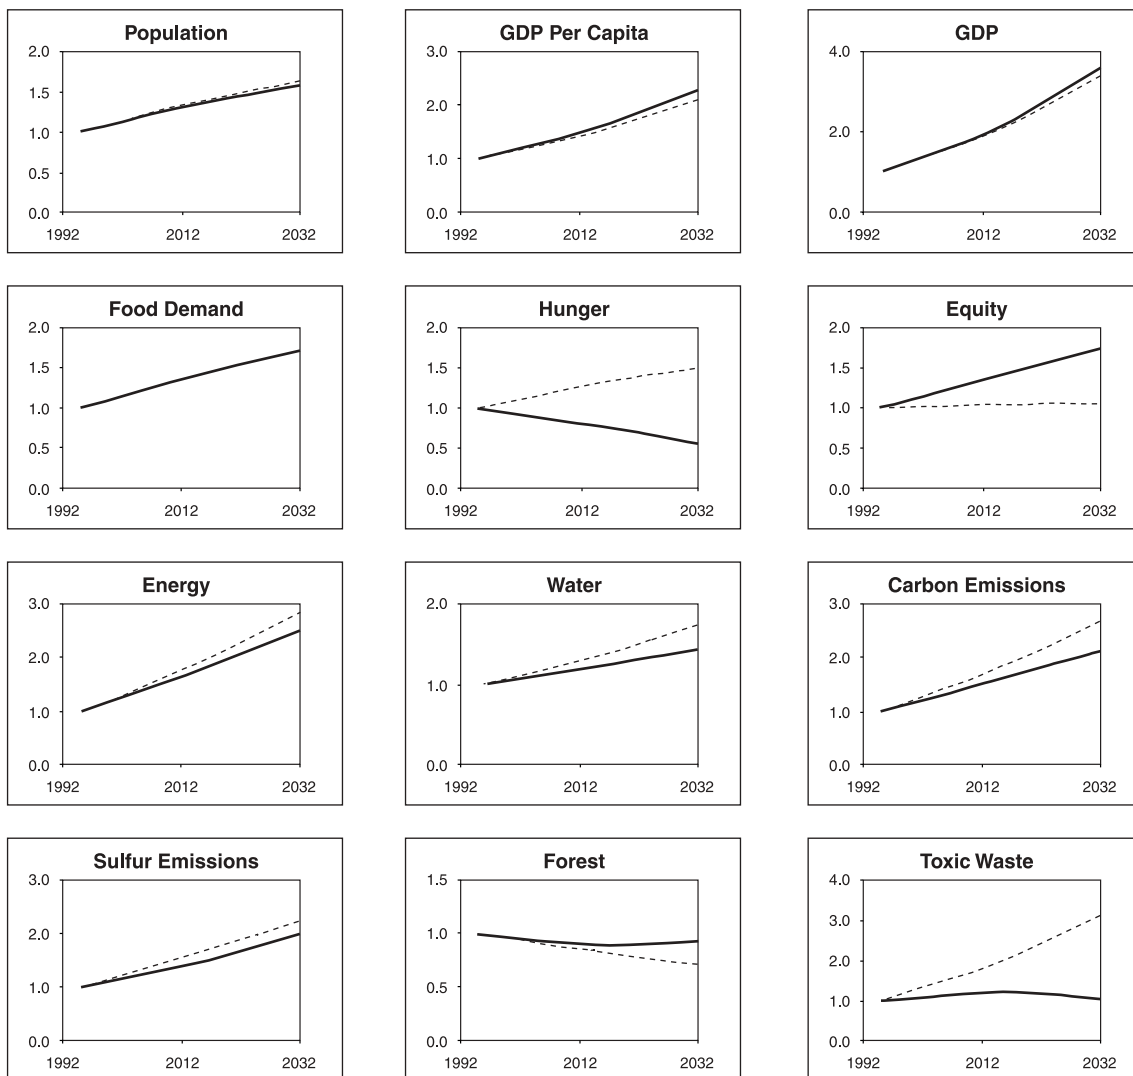 Population
2.0
1.5
1.0
0.5
0.0
1992 2012 2032
GDP Per Capita
3.0
2.0
1.0
0.0
1992 2012 2032
GDP
4.0
2.0
0.0
1992 2012 2032
Food Demand
2.0
1.5
1.0
0.5
0.0
1992 2012 2032
Hunger
2.0
1.5
1.0
0.5
0.0
1992 2012 2032
Equity
2.0
1.5
1.0
0.5
0.0
1992 2012 2032
Energy
3.0
2.0
1.0
0.0
1992 2012 2032
Water
2.0
1.0
0.0
1992 2012 2032
Carbon Emissions
3.0
2.0
1.0
0.0
1992 2012 2032
Sulfur Emissions
3.0
2.0
1.0
0.0
1992 2012 2032
Forest
1.5
1.0
0.5
0.0
1992 2012 2032
Toxic Waste
4.0
3.0
2.0
1.0
0.0
1992 2012 2032